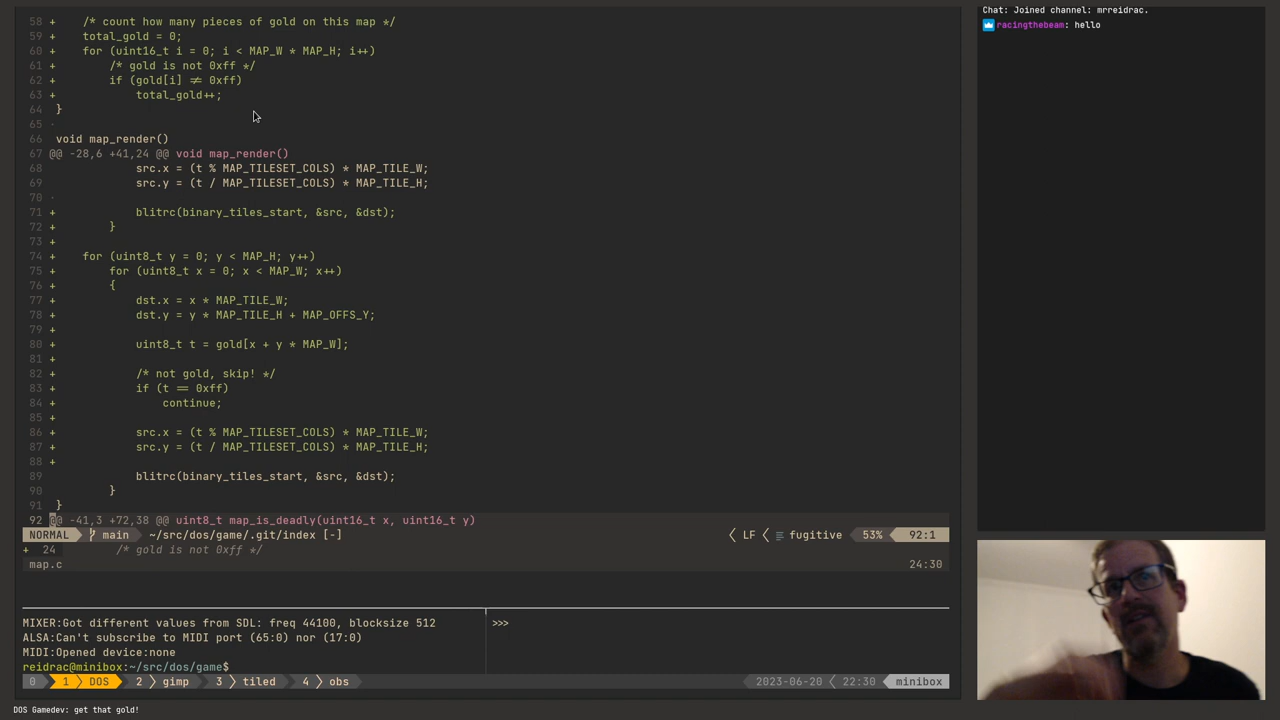 58 +    /* count how many pieces of gold on this map */
59 +    total_gold = 0;
60 +    for (uint16_t i = 0; i < MAP_W * MAP_H; i++)
61 +        /* gold is not 0xff */
62 +        if (gold[i] != 0xff)
63 +            total_gold++;
64  }
65
66  void map_render()
67 @@ -28,6 +41,24 @@ void map_render()
68              src.x = (t % MAP_TILESET_COLS) * MAP_TILE_W;
69              src.y = (t / MAP_TILESET_COLS) * MAP_TILE_H;
70
71 +            blitrc(binary_tiles_start, &src, &dst);
72 +        }
73 +
74 +    for (uint8_t y = 0; y < MAP_H; y++)
75 +        for (uint8_t x = 0; x < MAP_W; x++)
76 +        {
77 +            dst.x = x * MAP_TILE_W;
78 +            dst.y = y * MAP_TILE_H + MAP_OFFS_Y;
79 +
80 +            uint8_t t = gold[x + y * MAP_W];
81 +
82 +            /* not gold, skip! */
83 +            if (t == 0xff)
84 +                continue;
85 +
86 +            src.x = (t % MAP_TILESET_COLS) * MAP_TILE_W;
87 +            src.y = (t / MAP_TILESET_COLS) * MAP_TILE_H;
88 +
89              blitrc(binary_tiles_start, &src, &dst);
90          }
91  }
92 @@ -41,3 +72,38 @@ uint8_t map_is_deadly(uint16_t x, uint16_t y)
NORMAL main ~/src/dos/game/.git/index [-] LF fugitive 53% 92:1
+ 24        /* gold is not 0xff */
map.c 24:30
MIXER:Got different values from SDL: freq 44100, blocksize 512
ALSA:Can't subscribe to MIDI port (65:0) nor (17:0)
MIDI:Opened device:none
reidrac@minibox:~/src/dos/game$
>>>
0 1 DOS 2 gimp 3 tiled 4 obs 2023-06-20 22:30 minibox
DOS Gamedev: get that gold!
Chat: Joined channel: mrreidrac.
racingthebeam: hello